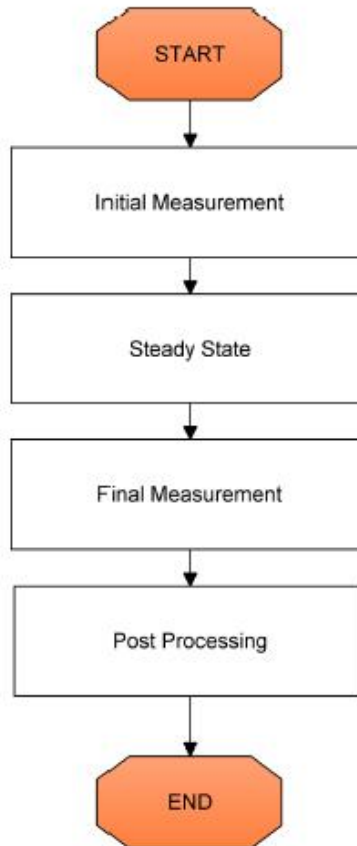 START
Initial Measurement
Steady State
Final Measurement
Post Processing
END